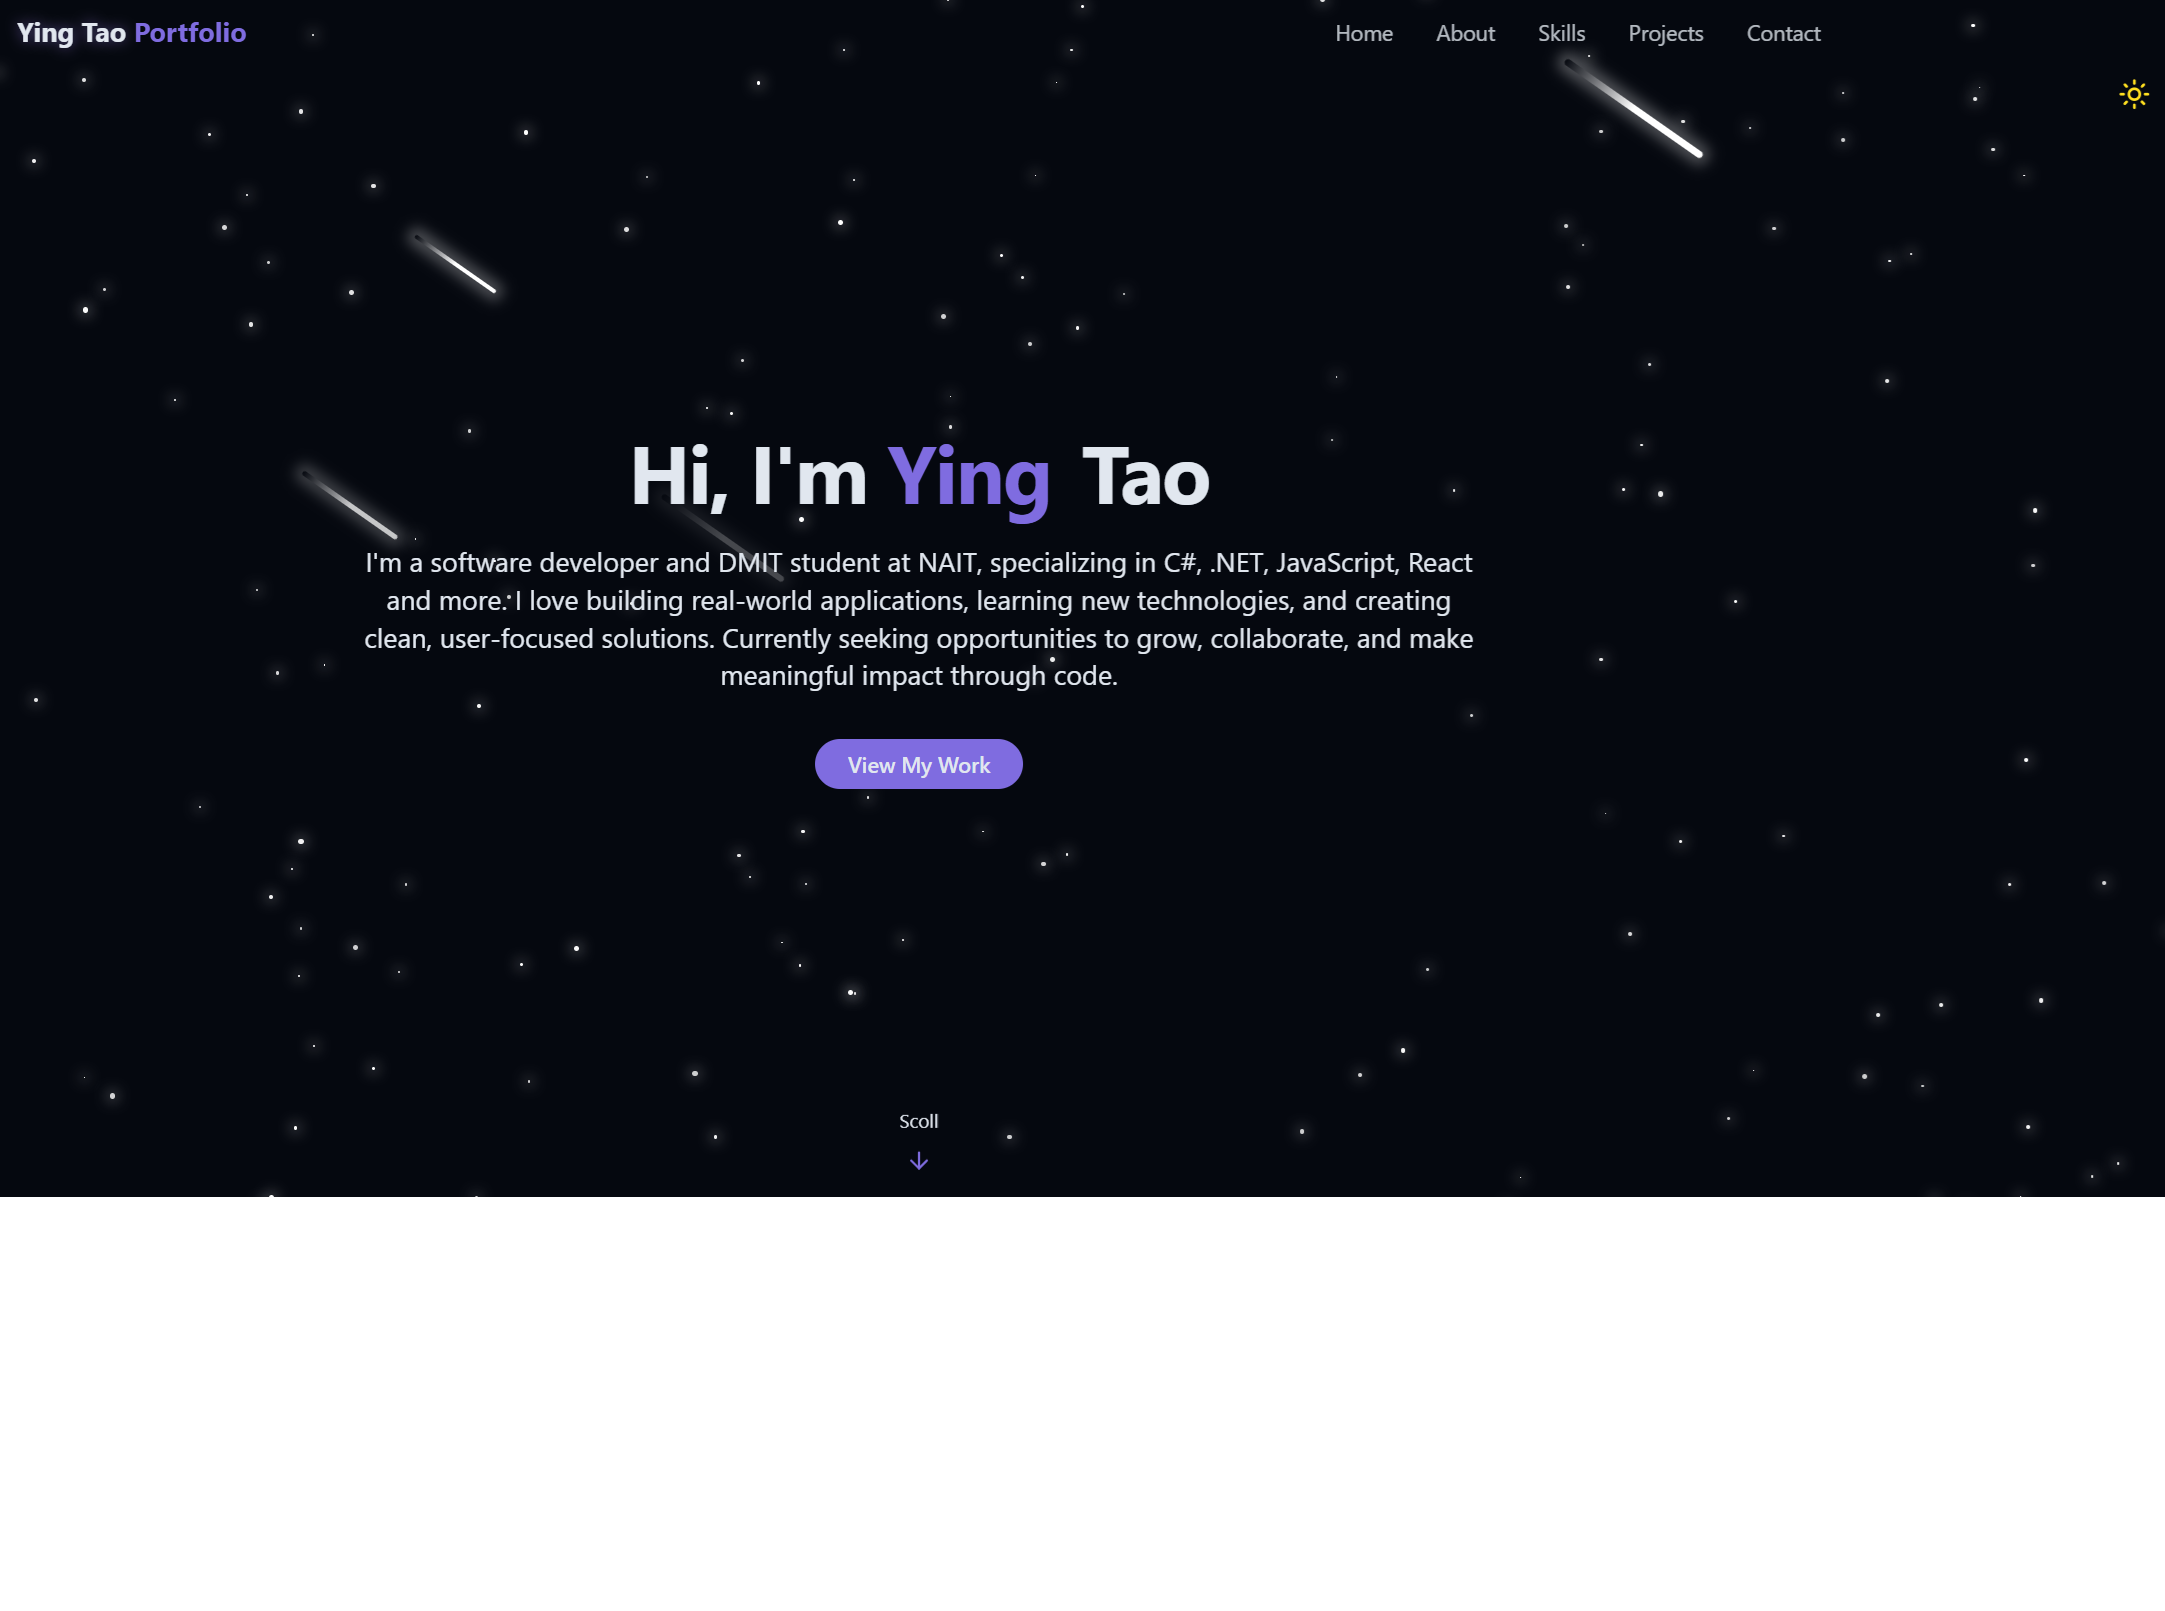 Ying Tao Portfolio
Home About Skills Projects Contact
Hi, I'm Ying Tao
I'm a software developer and DMIT student at NAIT, specializing in C#, .NET, JavaScript, React
and more. I love building real-world applications, learning new technologies, and creating
clean, user-focused solutions. Currently seeking opportunities to grow, collaborate, and make
meaningful impact through code.
View My Work
Scoll